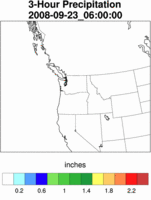 3-Hour Precipitation
2008-09-23_06:00:00
inches
0.2 0.6 1 1.4 1.8 2.2